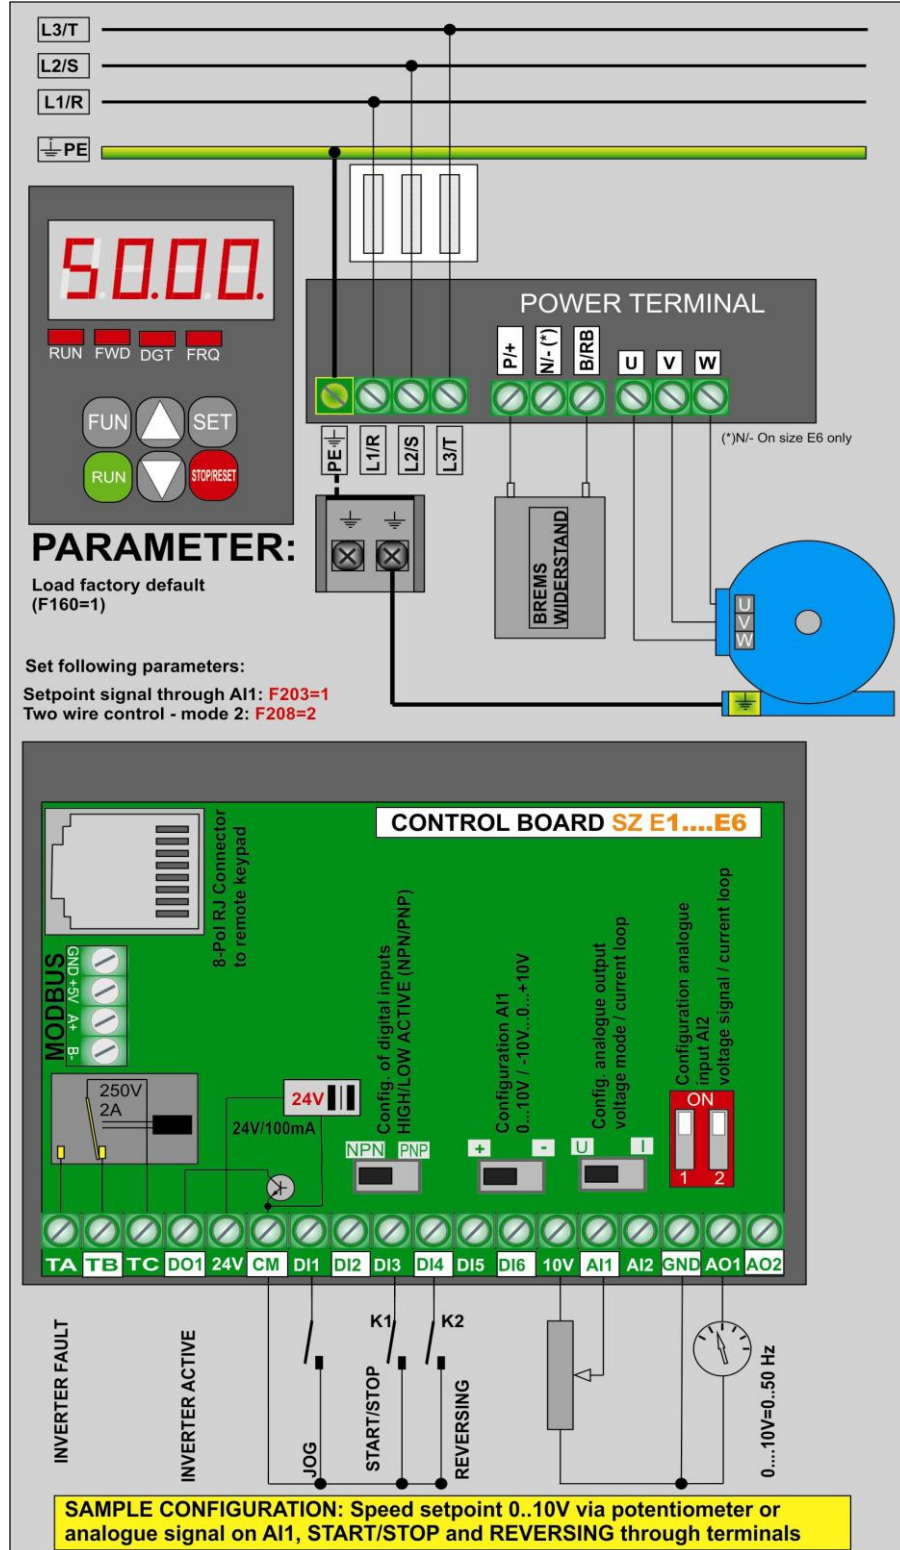 L3/T
L2/S
L1/R
PE
5.0.0.0.
RUN FWD DGT FRQ
FUN SET
RUN STOP/RESET
POWER TERMINAL
P/+ N/- (*) B/RB U V W
(*)N/- On size E6 only
PE L1/R L2/S L3/T
BREMS
WIDERSTAND
U
V
W
PARAMETER:
Load factory default
(F160=1)
Set following parameters:
Setpoint signal through AI1: F203=1
Two wire control - mode 2: F208=2
CONTROL BOARD SZ E1....E6
8-Pol RJ Connector
to remote keypad
MODBUS
GND +5V A+ B-
250V
2A
24V
24V/100mA
Config. of digital inputs
HIGH/LOW ACTIVE (NPN/PNP)
NPN PNP
Configuration AI1
0...10V / -10V...0...+10V
+ -
Config. analogue output
voltage mode / current loop
U I
Configuration analogue
input AI2
voltage signal / current loop
ON
1 2
TA TB TC DO1 24V CM DI1 DI2 DI3 DI4 DI5 DI6 10V AI1 AI2 GND AO1 AO2
INVERTER FAULT
INVERTER ACTIVE
JOG
K1
START/STOP
K2
REVERSING
0....10V=0..50 Hz
SAMPLE CONFIGURATION: Speed setpoint 0..10V via potentiometer or
analogue signal on AI1, START/STOP and REVERSING through terminals